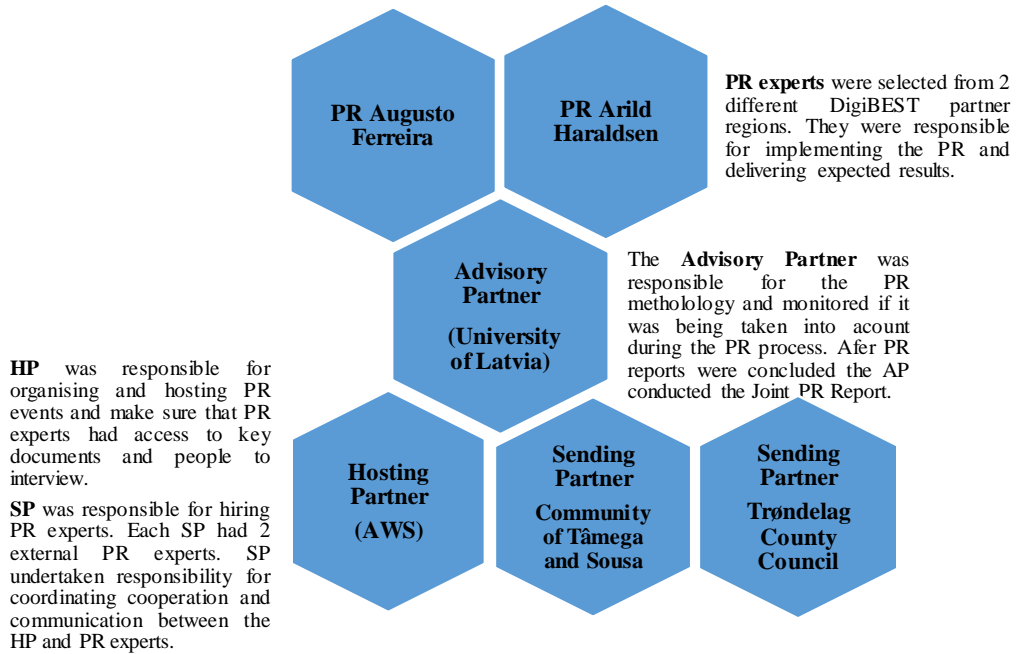 PR Augusto
Ferreira
PR Arild
Haraldsen
PR experts were selected from 2
different DigiBEST partner
regions. They were responsible
for implementing the PR and
delivering expected results.
Advisory
Partner
(University
of Latvia)
The Advisory Partner was
responsible for the PR
metholology and monitored if it
was being taken into acount
during the PR process. Afer PR
reports were concluded the AP
conducted the Joint PR Report.
HP was responsible for
organising and hosting PR
events and make sure that PR
experts had access to key
documents and people to
interview.
SP was responsible for hiring
PR experts. Each SP had 2
external PR experts. SP
undertaken responsibility for
coordinating cooperation and
communication between the
HP and PR experts.
Hosting
Partner
(AWS)
Sending
Partner
Community
of Tâmega
and Sousa
Sending
Partner
Trøndelag
County
Council